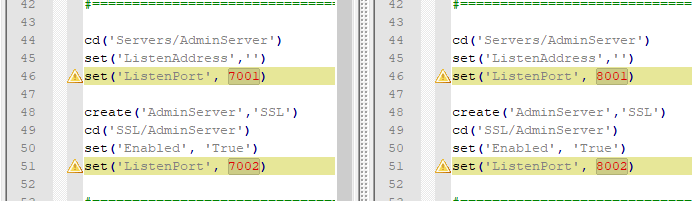 42 #==================================
43
44 cd('Servers/AdminServer')
45 set('ListenAddress','')
46 set('ListenPort', 7001)
47
48 create('AdminServer','SSL')
49 cd('SSL/AdminServer')
50 set('Enabled', 'True')
51 set('ListenPort', 7002)
52
#==================================
42 #==================================
43
44 cd('Servers/AdminServer')
45 set('ListenAddress','')
46 set('ListenPort', 8001)
47
48 create('AdminServer','SSL')
49 cd('SSL/AdminServer')
50 set('Enabled', 'True')
51 set('ListenPort', 8002)
52
#==================================